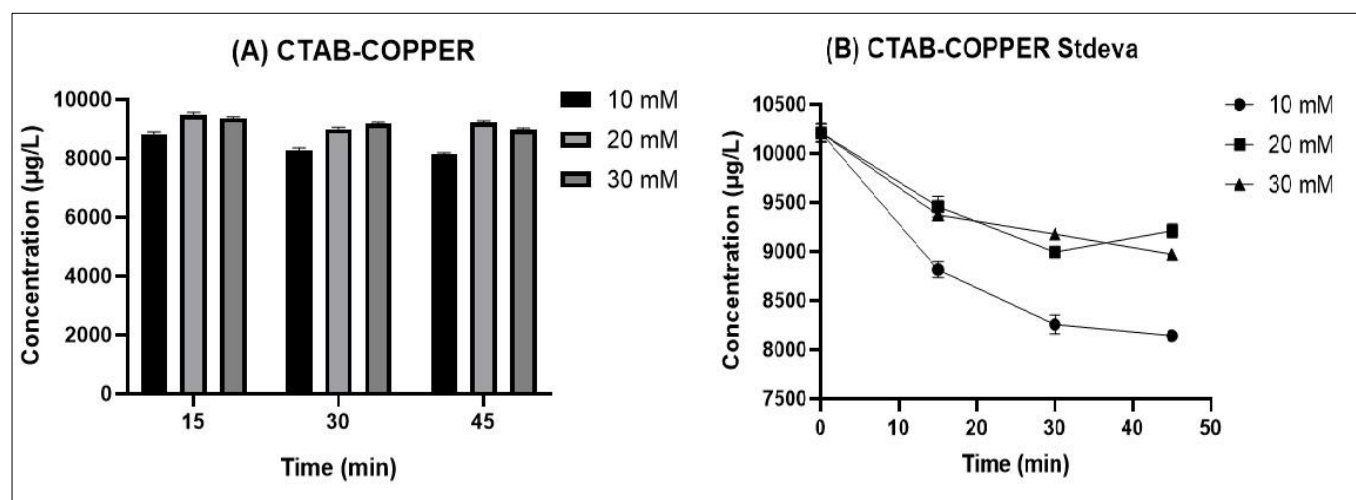 (A) CTAB-COPPER
Concentration (µg/L)
10000
8000
6000
4000
2000
0
15 30 45
Time (min)
10 mM
20 mM
30 mM
(B) CTAB-COPPER Stdeva
Concentration (µg/L)
10500
10000
9500
9000
8500
8000
7500
0 10 20 30 40 50
Time (min)
10 mM
20 mM
30 mM